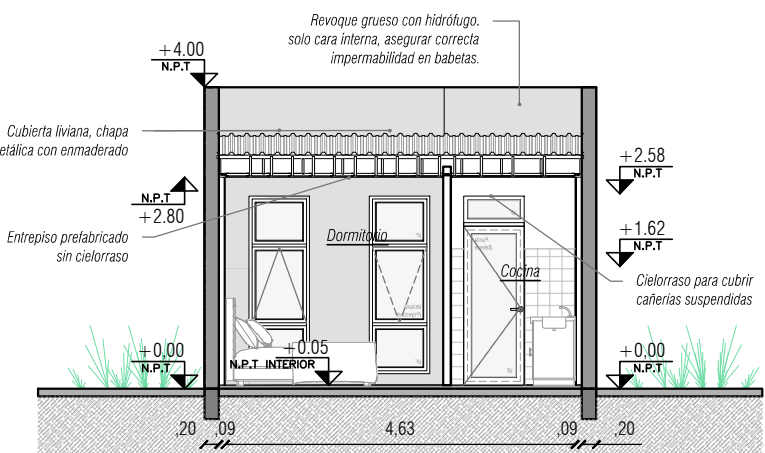 Revoque grueso con hidrófugo.
solo cara interna, asegurar correcta
impermabilidad en babetas.
+4.00
N.P.T
Cubierta liviana, chapa
etálica con enmaderado
+2.58
N.P.T
N.P.T
+2.80
Entrepiso prefabricado
sin cielorraso
Dormitorio
Cocina
+1.62
N.P.T
Cielorraso para cubrir
cañerías suspendidas
+0,00
N.P.T
+0.05
N.P.T INTERIOR
+0,00
N.P.T
,20 ,09 4,63 ,09 ,20